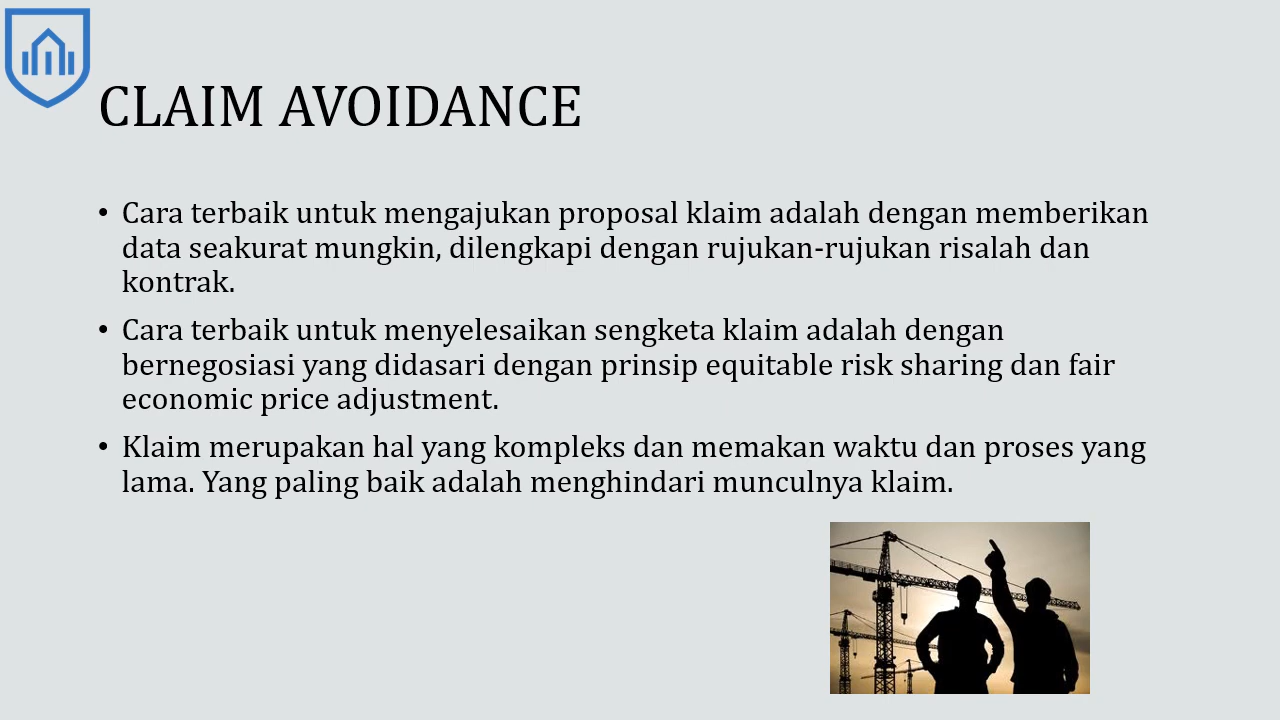 CLAIM AVOIDANCE
• Cara terbaik untuk mengajukan proposal klaim adalah dengan memberikan
data seakurat mungkin, dilengkapi dengan rujukan-rujukan risalah dan
kontrak.
• Cara terbaik untuk menyelesaikan sengketa klaim adalah dengan
bernegosiasi yang didasari dengan prinsip equitable risk sharing dan fair
economic price adjustment.
• Klaim merupakan hal yang kompleks dan memakan waktu dan proses yang
lama. Yang paling baik adalah menghindari munculnya klaim.